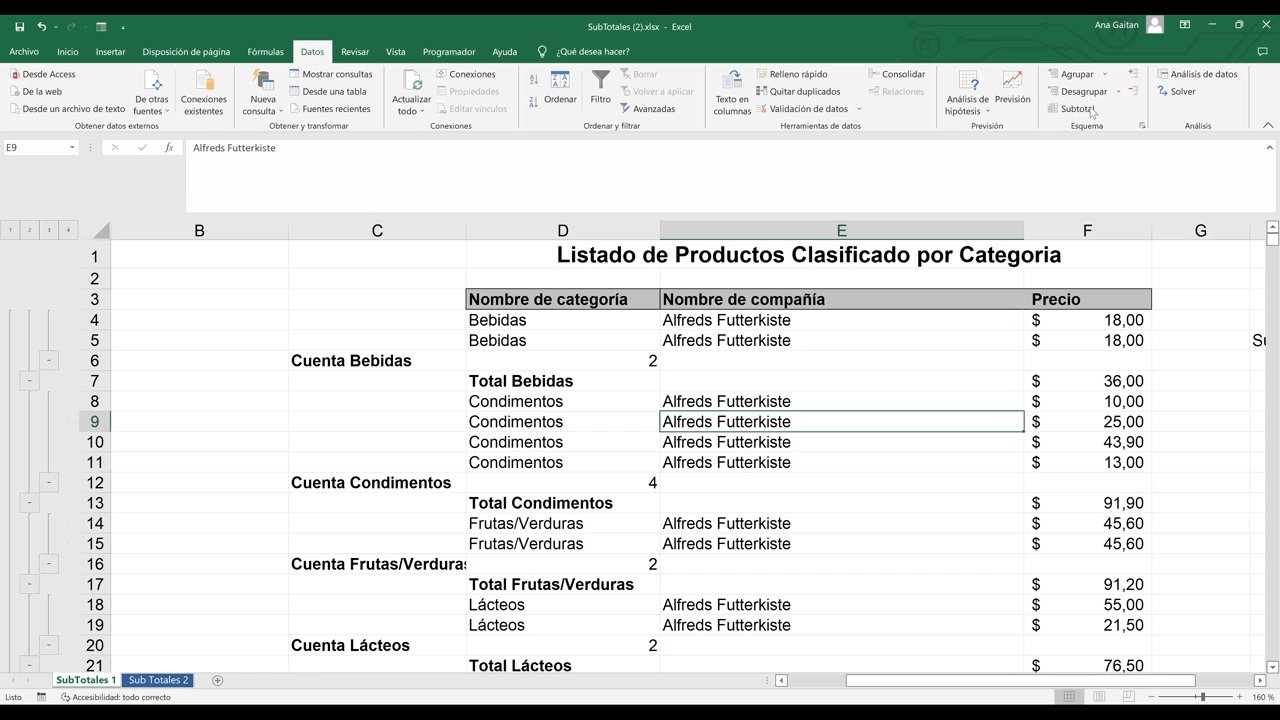 SubTotales (2).xlsx - Excel
Ana Gaitan
Archivo Inicio Insertar Disposición de página Fórmulas Datos Revisar Vista Programador Ayuda ¿Qué desea hacer?
Desde Access
De la web
Desde un archivo de texto
De otras fuentes
Conexiones existentes
Obtener datos externos
Nueva consulta
Mostrar consultas
Desde una tabla
Fuentes recientes
Obtener y transformar
Actualizar todo
Conexiones
Propiedades
Editar vínculos
Conexiones
Ordenar
Filtro
Borrar
Volver a aplicar
Avanzadas
Ordenar y filtrar
Texto en columnas
Relleno rápido
Quitar duplicados
Validación de datos
Consolidar
Relaciones
Herramientas de datos
Análisis de hipótesis
Previsión
Previsión
Agrupar
Desagrupar
Subtotal
Esquema
Análisis de datos
Solver
Análisis
E9 fx Alfreds Futterkiste
1 2 3 4 B C D E F G
1 Listado de Productos Clasificado por Categoria
2
3 Nombre de categoría Nombre de compañía Precio
4 Bebidas Alfreds Futterkiste $ 18,00
5 Bebidas Alfreds Futterkiste $ 18,00 Su
6 Cuenta Bebidas 2
7 Total Bebidas $ 36,00
8 Condimentos Alfreds Futterkiste $ 10,00
9 Condimentos Alfreds Futterkiste $ 25,00
10 Condimentos Alfreds Futterkiste $ 43,90
11 Condimentos Alfreds Futterkiste $ 13,00
12 Cuenta Condimentos 4
13 Total Condimentos $ 91,90
14 Frutas/Verduras Alfreds Futterkiste $ 45,60
15 Frutas/Verduras Alfreds Futterkiste $ 45,60
16 Cuenta Frutas/Verduras 2
17 Total Frutas/Verduras $ 91,20
18 Lácteos Alfreds Futterkiste $ 55,00
19 Lácteos Alfreds Futterkiste $ 21,50
20 Cuenta Lácteos 2
21 Total Lácteos $ 76,50
SubTotales 1 Sub Totales 2
Listo Accesibilidad: todo correcto 160 %